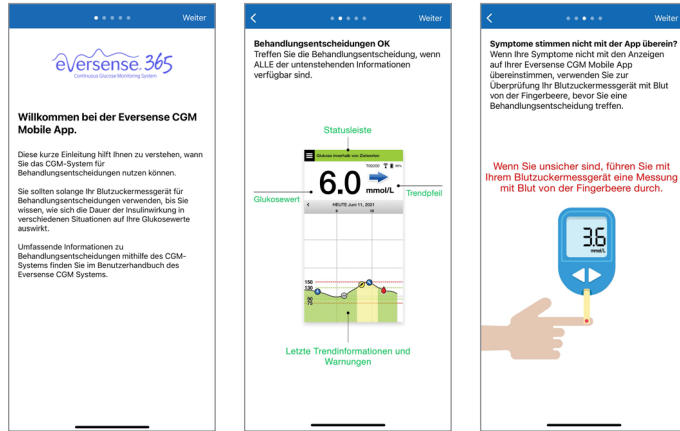 Weiter
eversense. 365
Continuous Glucose Monitoring System
Willkommen bei der Eversense CGM
Mobile App.
Diese kurze Einleitung hilft Ihnen zu verstehen, wann
Sie das CGM-System für
Behandlungsentscheidungen nutzen können.
Sie sollten solange Ihr Blutzuckermessgerät für
Behandlungsentscheidungen verwenden, bis Sie
wissen, wie sich die Dauer der Insulinwirkung in
verschiedenen Situationen auf Ihre Glukosewerte
auswirkt.
Umfassende Informationen zu
Behandlungsentscheidungen mithilfe des CGM-
Systems finden Sie im Benutzerhandbuch des
Eversense CGM Systems.
Weiter
Behandlungsentscheidungen OK
Treffen Sie die Behandlungsentscheidung, wenn
ALLE der untenstehenden Informationen
verfügbar sind.
Statusleiste
Glukose innerhalb von Zielwerten
6.0
mmol/L
Glukosewert
Trendpfeil
HEUTE Juni 11, 2021
150
130
75
Letzte Trendinformationen und
Warnungen
Weiter
Symptome stimmen nicht mit der App überein?
Wenn Ihre Symptome nicht mit den Anzeigen
auf Ihrer Eversense CGM Mobile App
übereinstimmen, verwenden Sie zur
Überprüfung Ihr Blutzuckermessgerät mit Blut
von der Fingerbeere, bevor Sie eine
Behandlungsentscheidung treffen.
Wenn Sie unsicher sind, führen Sie mit
Ihrem Blutzuckermessgerät eine Messung
mit Blut von der Fingerbeere durch.
3.6
mmol/L